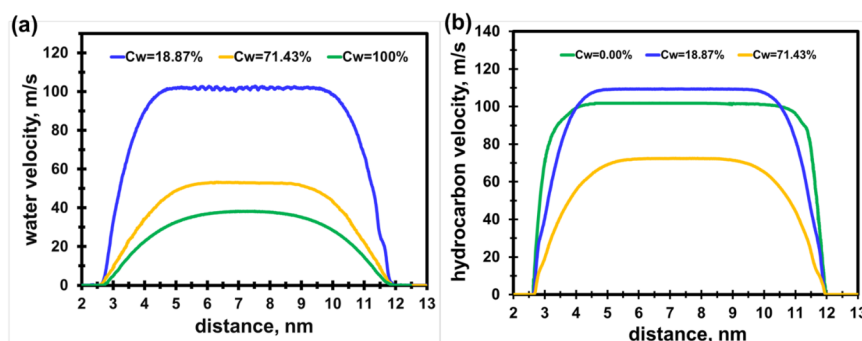 (a)
water velocity, m/s
120
100
80
60
40
20
0
Cw=18.87% Cw=71.43% Cw=100%
2 3 4 5 6 7 8 9 10 11 12 13
distance, nm
(b)
hydrocarbon velocity, m/s
140
120
100
80
60
40
20
0
Cw=0.00% Cw=18.87% Cw=71.43%
2 3 4 5 6 7 8 9 10 11 12 13
distance, nm